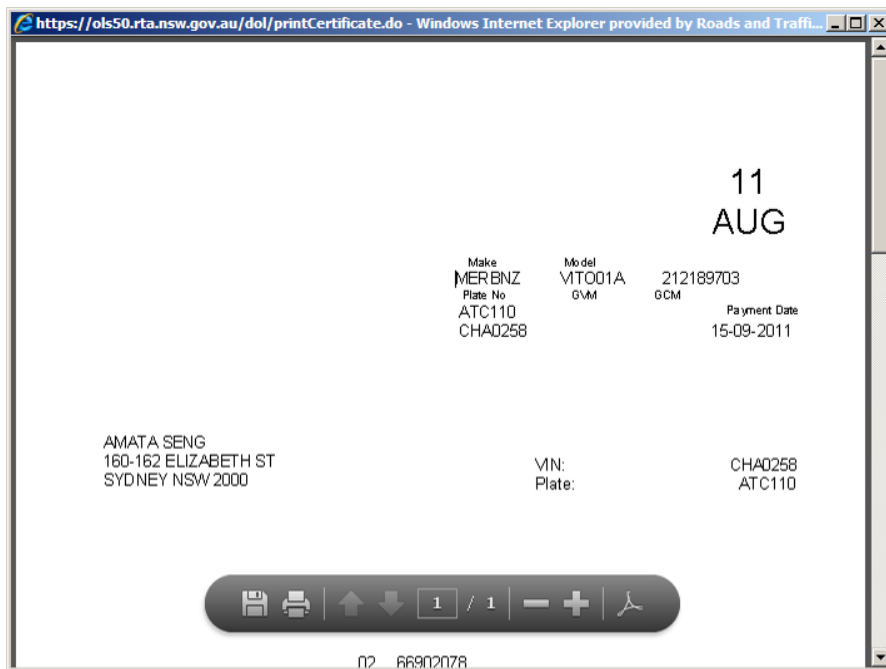 https://ols50.rta.nsw.gov.au/dol/printCertificate.do - Windows Internet Explorer provided by Roads and Traffi...
11
AUG
Make Model
MERBNZ VITO01A 212189703
Plate No GVM GCM
ATC110 Payment Date
CHA0258 15-09-2011
AMATA SENG
160-162 ELIZABETH ST VIN: CHA0258
SYDNEY NSW 2000 Plate: ATC110
1 / 1
02 66902078